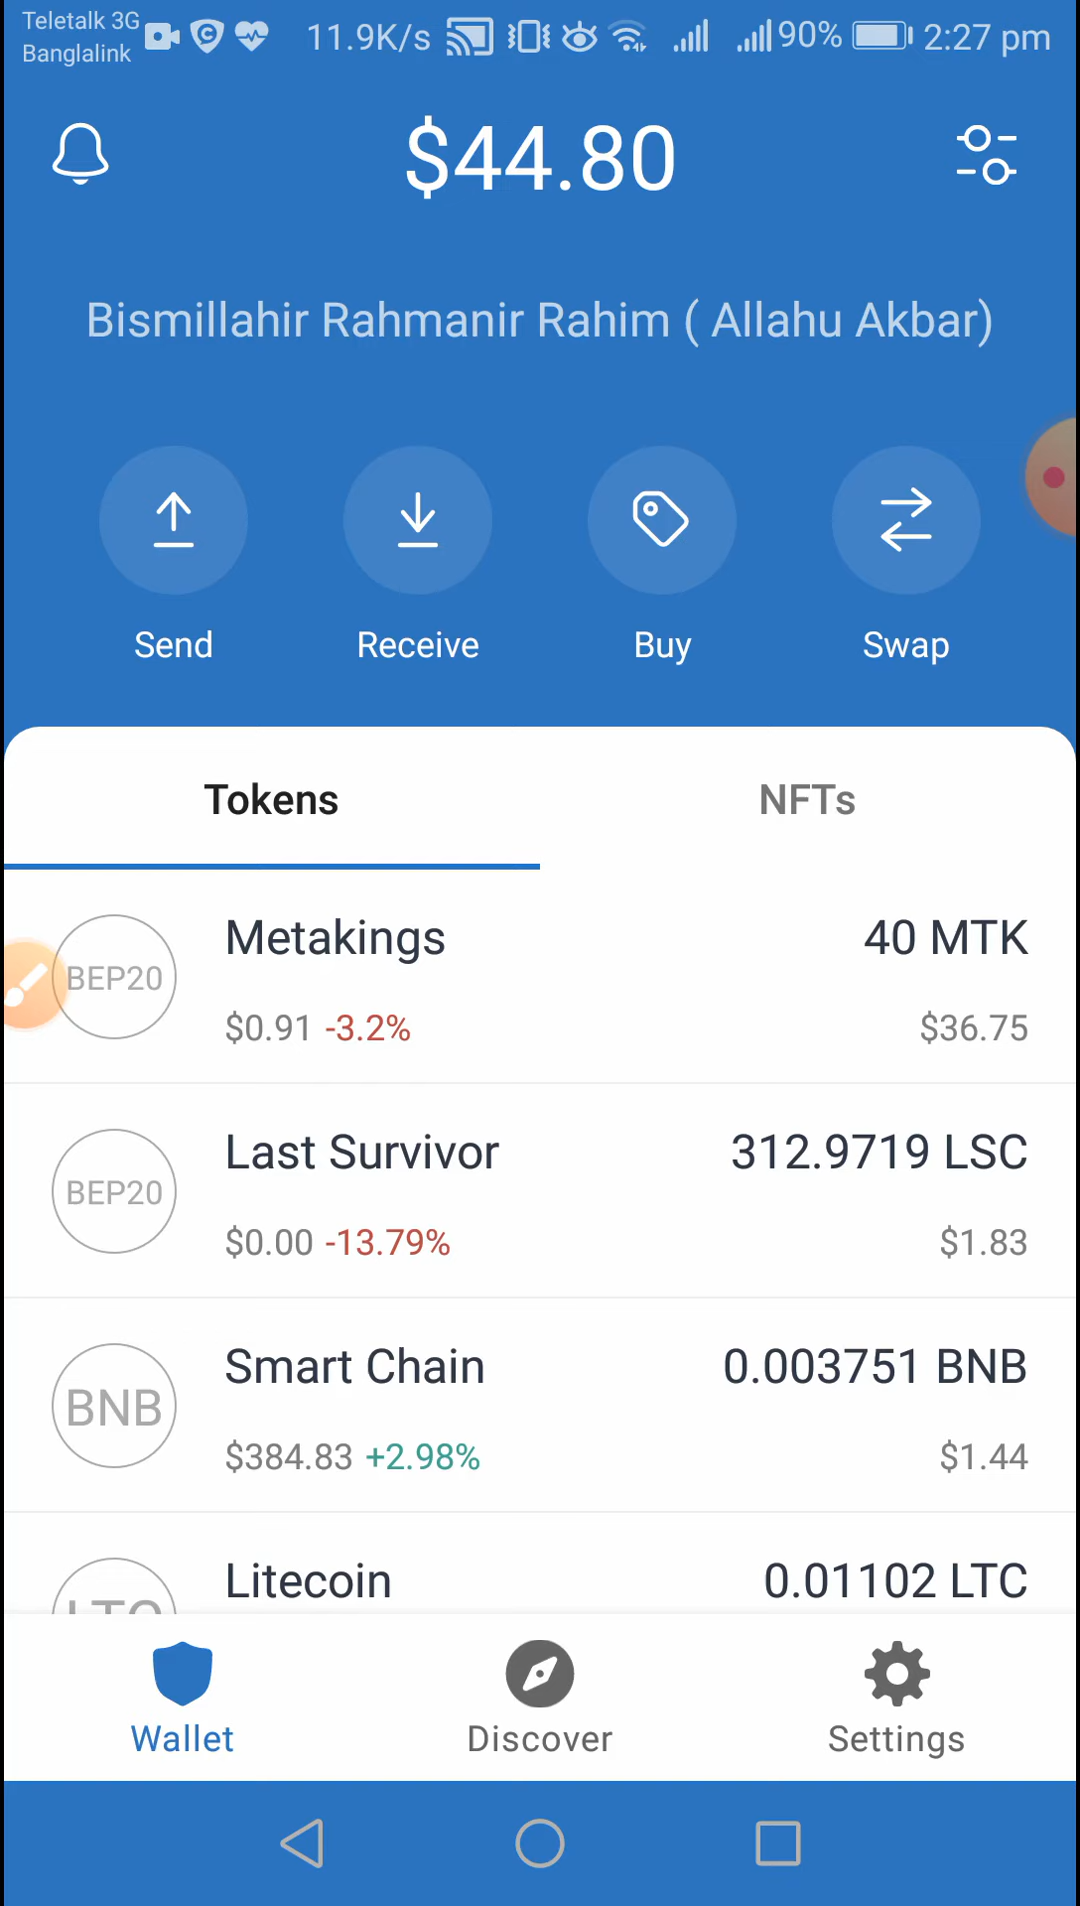 Teletalk 3G
Banglalink
11.9K/s
90%
2:27 pm
$44.80
Bismillahir Rahmanir Rahim ( Allahu Akbar)
Send Receive Buy Swap
Tokens NFTs
BEP20
Metakings 40 MTK
$0.91 -3.2% $36.75
BEP20
Last Survivor 312.9719 LSC
$0.00 -13.79% $1.83
BNB
Smart Chain 0.003751 BNB
$384.83 +2.98% $1.44
LTC
Litecoin 0.01102 LTC
Wallet Discover Settings